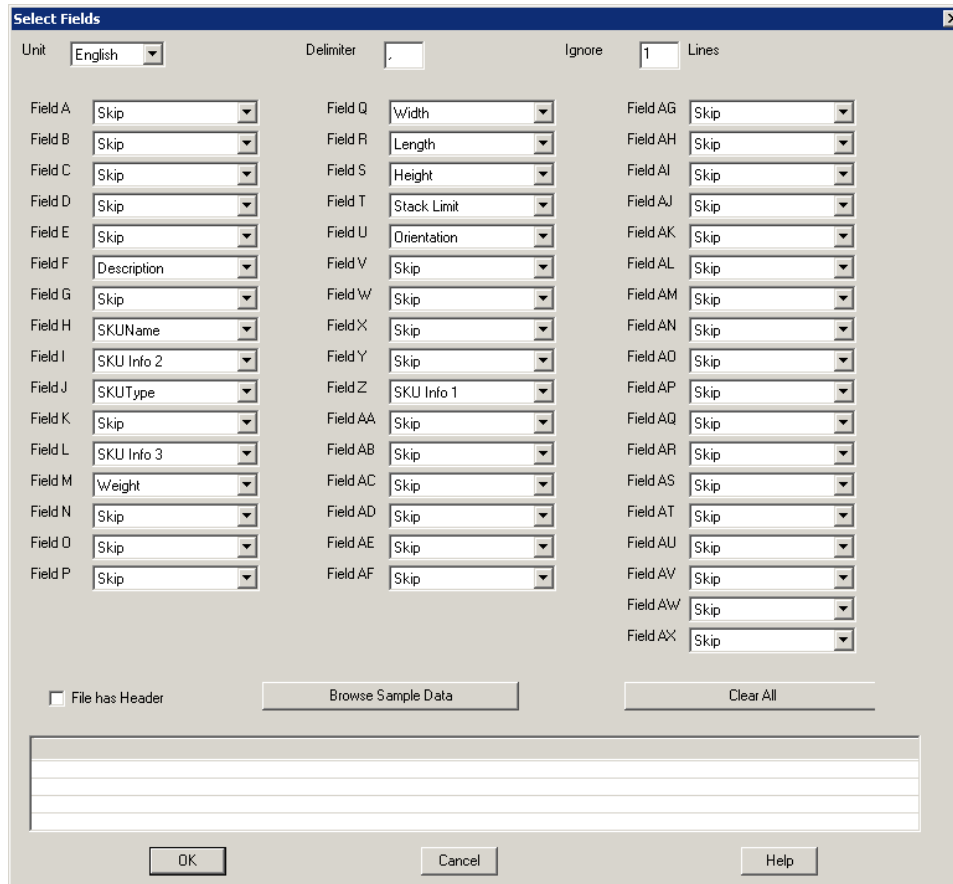 Select Fields
Unit English Delimiter , Ignore 1 Lines
Field A Skip Field Q Width Field AG Skip
Field B Skip Field R Length Field AH Skip
Field C Skip Field S Height Field AI Skip
Field D Skip Field T Stack Limit Field AJ Skip
Field E Skip Field U Orientation Field AK Skip
Field F Description Field V Skip Field AL Skip
Field G Skip Field W Skip Field AM Skip
Field H SKUName Field X Skip Field AN Skip
Field I SKU Info 2 Field Y Skip Field AO Skip
Field J SKUType Field Z SKU Info 1 Field AP Skip
Field K Skip Field AA Skip Field AQ Skip
Field L SKU Info 3 Field AB Skip Field AR Skip
Field M Weight Field AC Skip Field AS Skip
Field N Skip Field AD Skip Field AT Skip
Field O Skip Field AE Skip Field AU Skip
Field P Skip Field AF Skip Field AV Skip
Field AW Skip
Field AX Skip
File has Header Browse Sample Data Clear All
OK Cancel Help